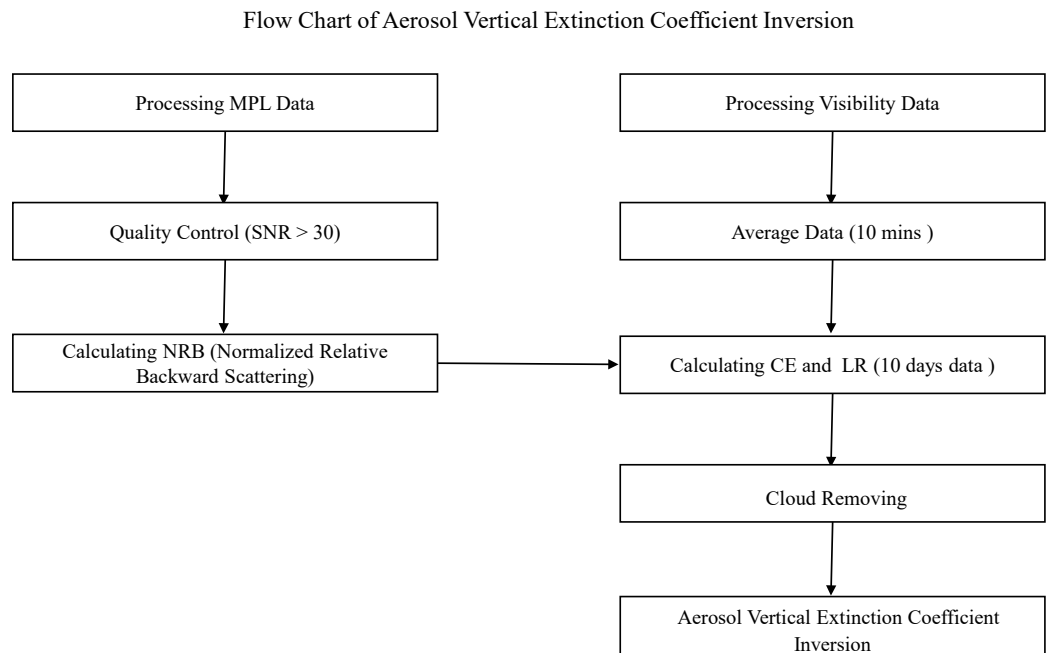 Flow Chart of Aerosol Vertical Extinction Coefficient Inversion
Processing MPL Data
Processing Visibility Data
Quality Control (SNR > 30)
Average Data (10 mins )
Calculating NRB (Normalized Relative
Backward Scattering)
Calculating CE and  LR (10 days data )
Cloud Removing
Aerosol Vertical Extinction Coefficient
Inversion